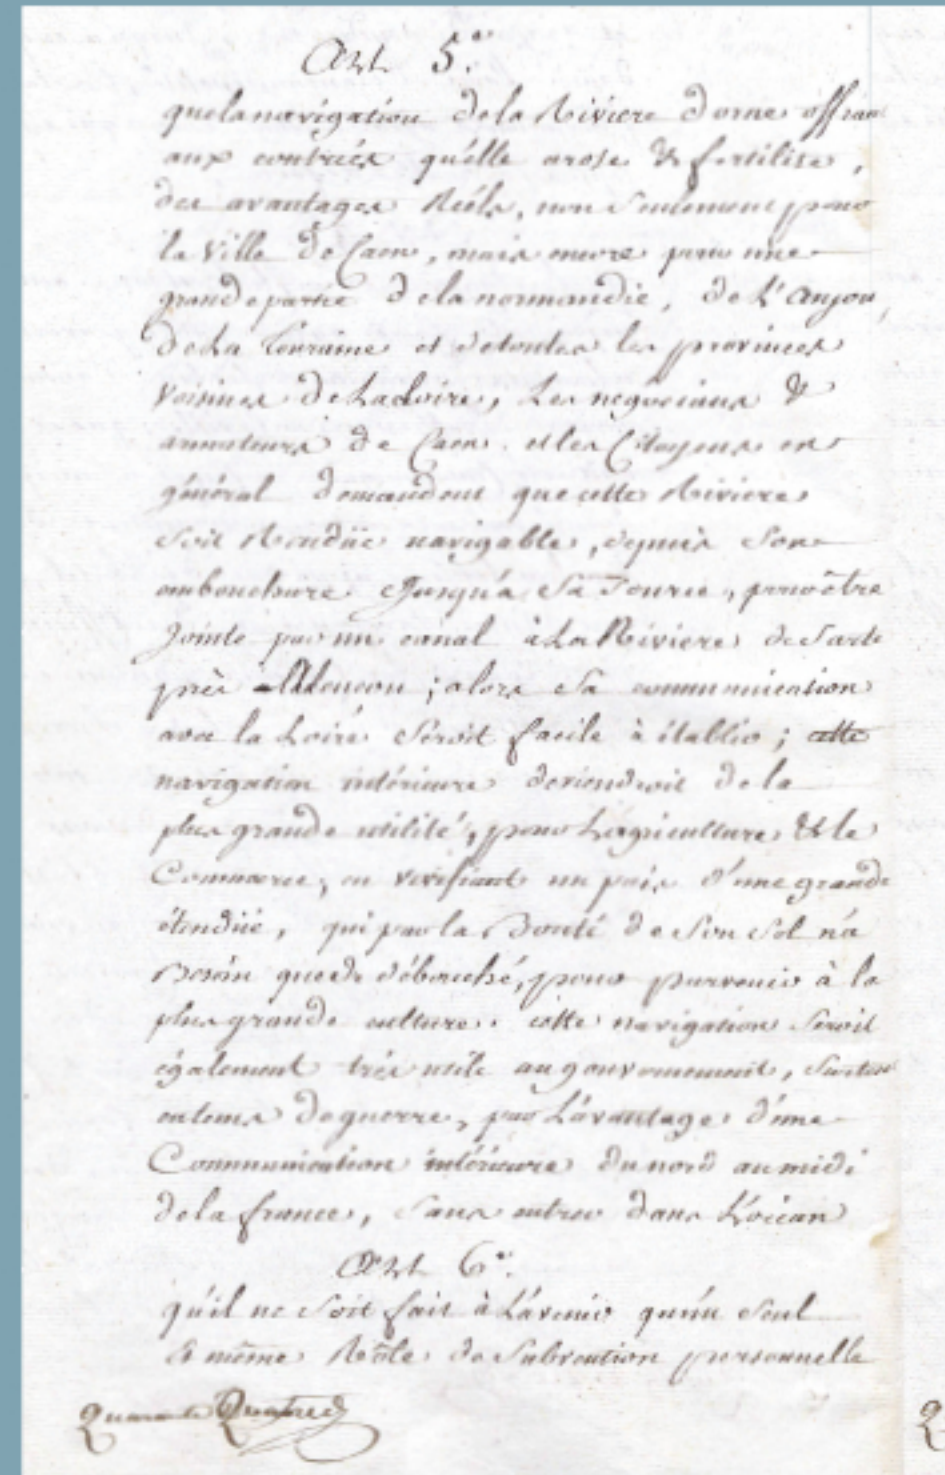 Art 5.e
que la navigation de la Riviere d'orne offrant
aux contrées qu'elle arose & fertilise,
des avantages Réels, non Seulement pour
la Ville de Caen, mais encore pour une
grande partie de la normandie, de L'anjou,
de La Touraine et de toutes les provinces
Voisines de La Loire, Les négocians &
armateurs de Caen et les Citoyens en
général demandent que cette Riviere
Soit Rendüe navigable, depuis Son
embouchure Jusqu'à Sa Source, pour être
Jointe par un canal à La Riviere de Sarte
près Alencon ; alors Sa communication
avec la Loire Seroit facile à établir ; cette
navigation intérieure deviendroit de la
plus grande utilité, pour L'agriculture & le
Commerce, en vivifiant un païs d'une grande
étendüe, qui par la Bonté de Son Sol n'a
Besoin que de débouché, pour parvenir à la
plus grande culture. cette navigation Seroit
également très utile au gouvernement, Surtout
en tems de guerre, par L'avantage d'une
Communication intérieure du nord au midi
de la france, Sans entrer dans L'océan
Art 6.e
qu'il ne Soit fait à L'avenir qu'un Seul
& même Rôle de Subvention personnelle
Quarante Quatre